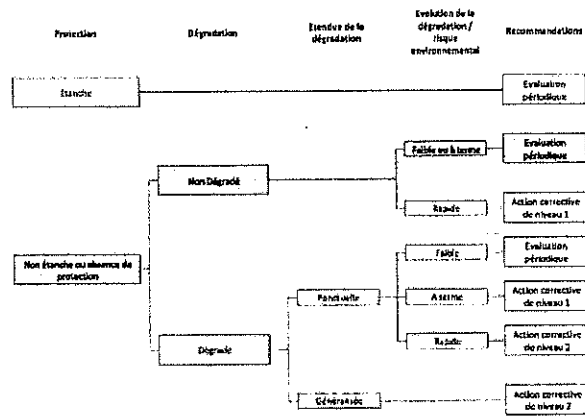 Protection
Dégradation
Etendue de la
dégradation
Evolution de la
dégradation /
risque
environnemental
Recommandations
Etanche
Evaluation
périodique
Non Dégradé
Faible ou à terme
Evaluation
périodique
Rapide
Action corrective
de niveau 1
Non étanche ou absence de
protection
Dégradé
Ponctuelle
Faible
Evaluation
périodique
A terme
Action corrective
de niveau 1
Rapide
Action corrective
de niveau 2
Généralisée
Action corrective
de niveau 2